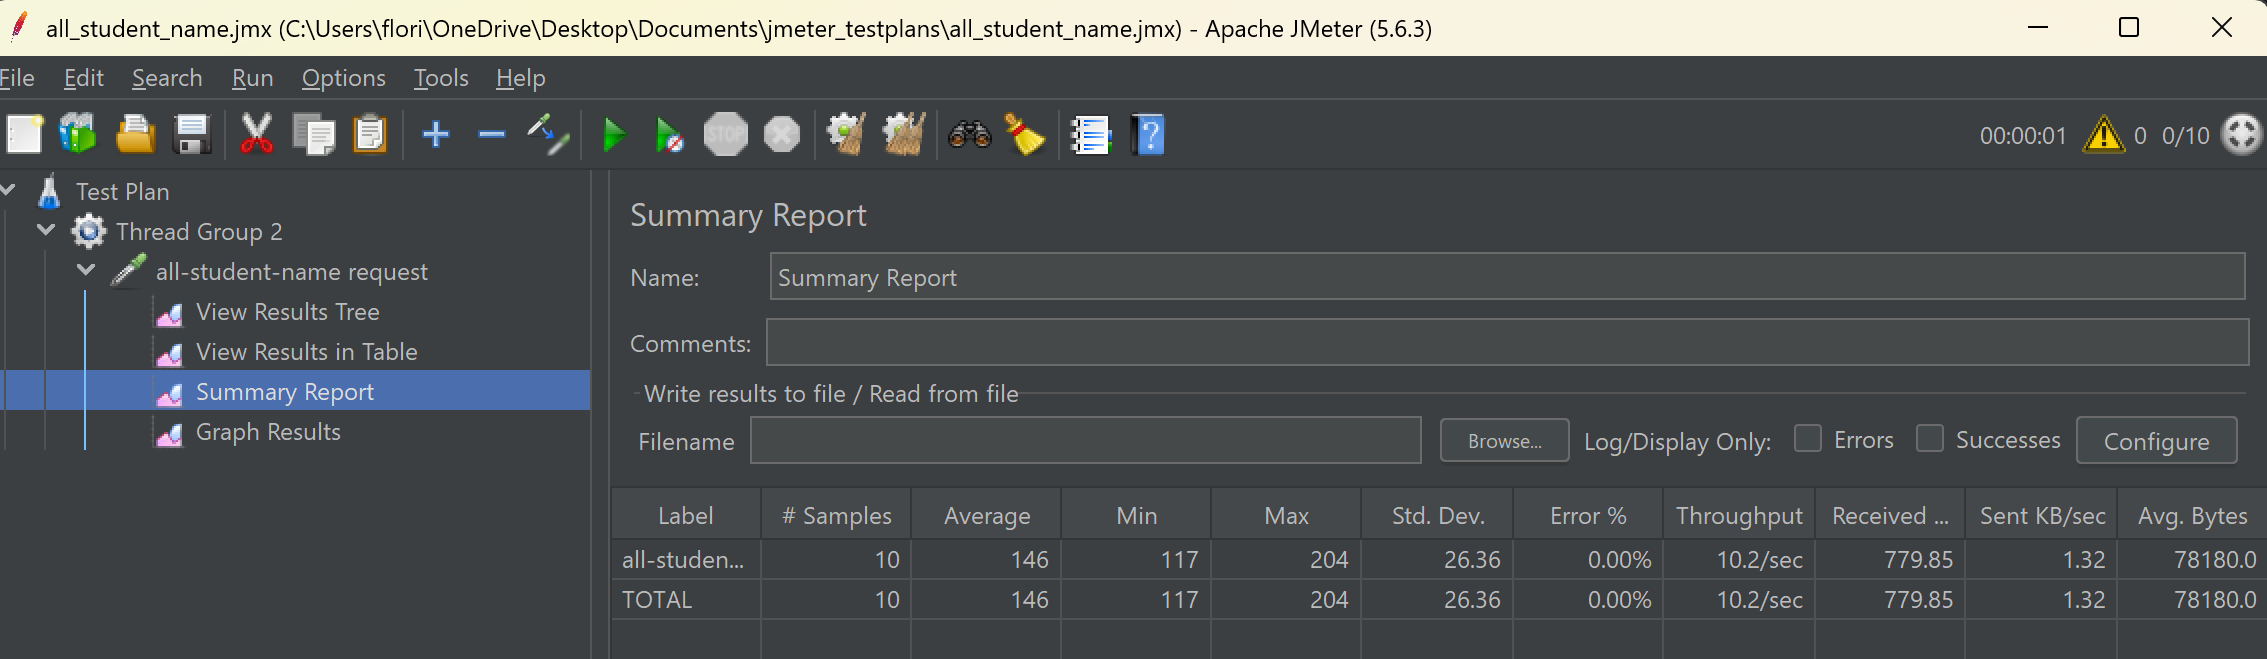 all_student_name.jmx (C:\Users\flori\OneDrive\Desktop\Documents\jmeter_testplans\all_student_name.jmx) - Apache JMeter (5.6.3)
File Edit Search Run Options Tools Help
STOP 00:00:01 0 0/10
Test Plan
Thread Group 2
all-student-name request
View Results Tree
View Results in Table
Summary Report
Graph Results
Summary Report
Name: Summary Report
Comments:
Write results to file / Read from file
Filename Browse... Log/Display Only: Errors Successes Configure
Label # Samples Average Min Max Std. Dev. Error % Throughput Received ... Sent KB/sec Avg. Bytes
all-studen... 10 146 117 204 26.36 0.00% 10.2/sec 779.85 1.32 78180.0
TOTAL 10 146 117 204 26.36 0.00% 10.2/sec 779.85 1.32 78180.0